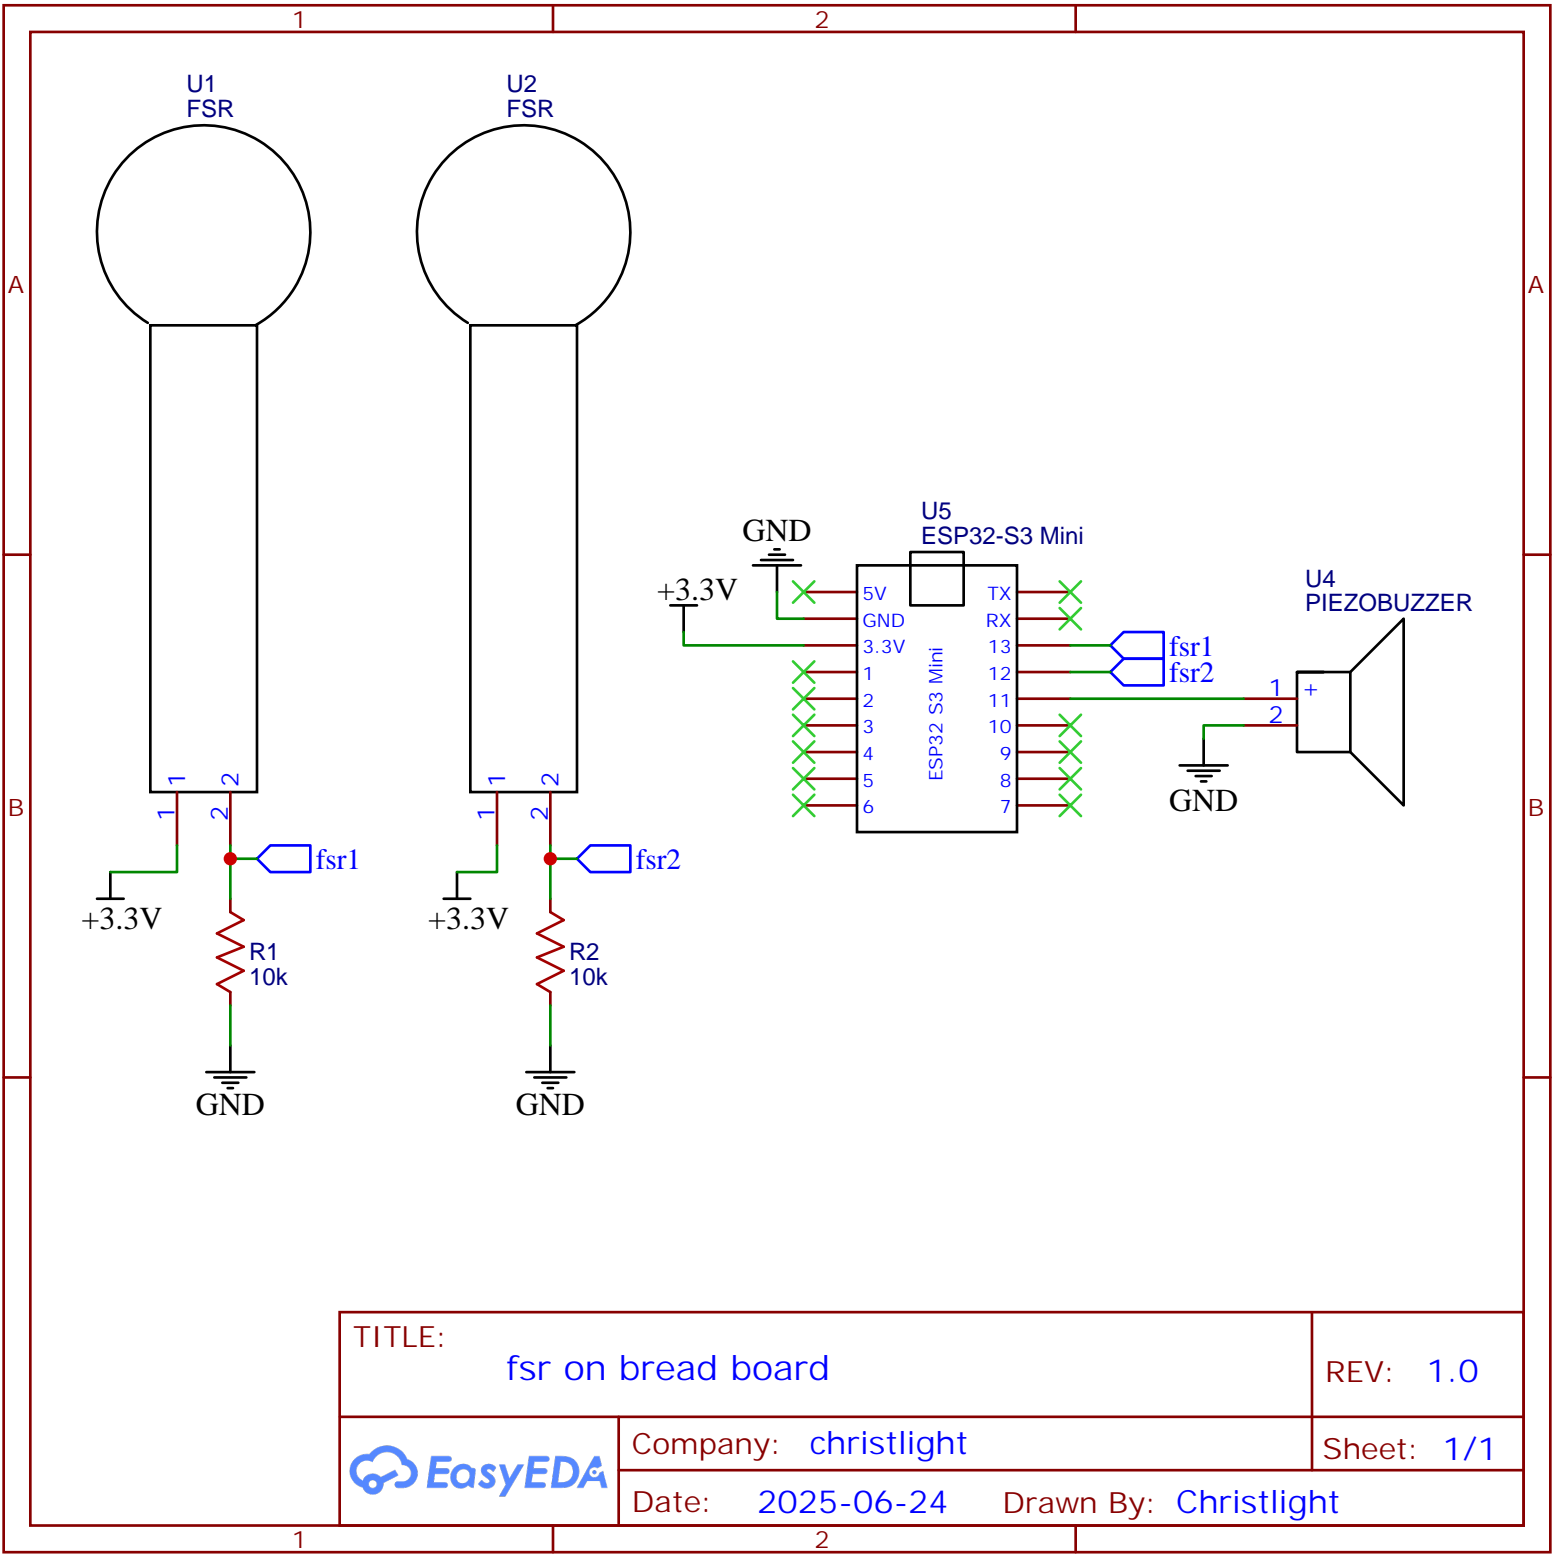 1
2
A
A
B
B
U1
FSR
1
2
1
2
fsr1
+3.3V
R1
10k
GND
U2
FSR
1
2
1
2
fsr2
+3.3V
R2
10k
GND
GND
+3.3V
U5
ESP32-S3 Mini
5V
GND
3.3V
1
2
3
4
5
6
ESP32 S3 Mini
TX
RX
13
12
11
10
9
8
7
fsr1
fsr2
U4
PIEZOBUZZER
1
+
2
GND
TITLE:
fsr on bread board
REV: 1.0
EasyEDA
Company: christlight
Sheet: 1/1
Date: 2025-06-24 Drawn By: Christlight
1
2